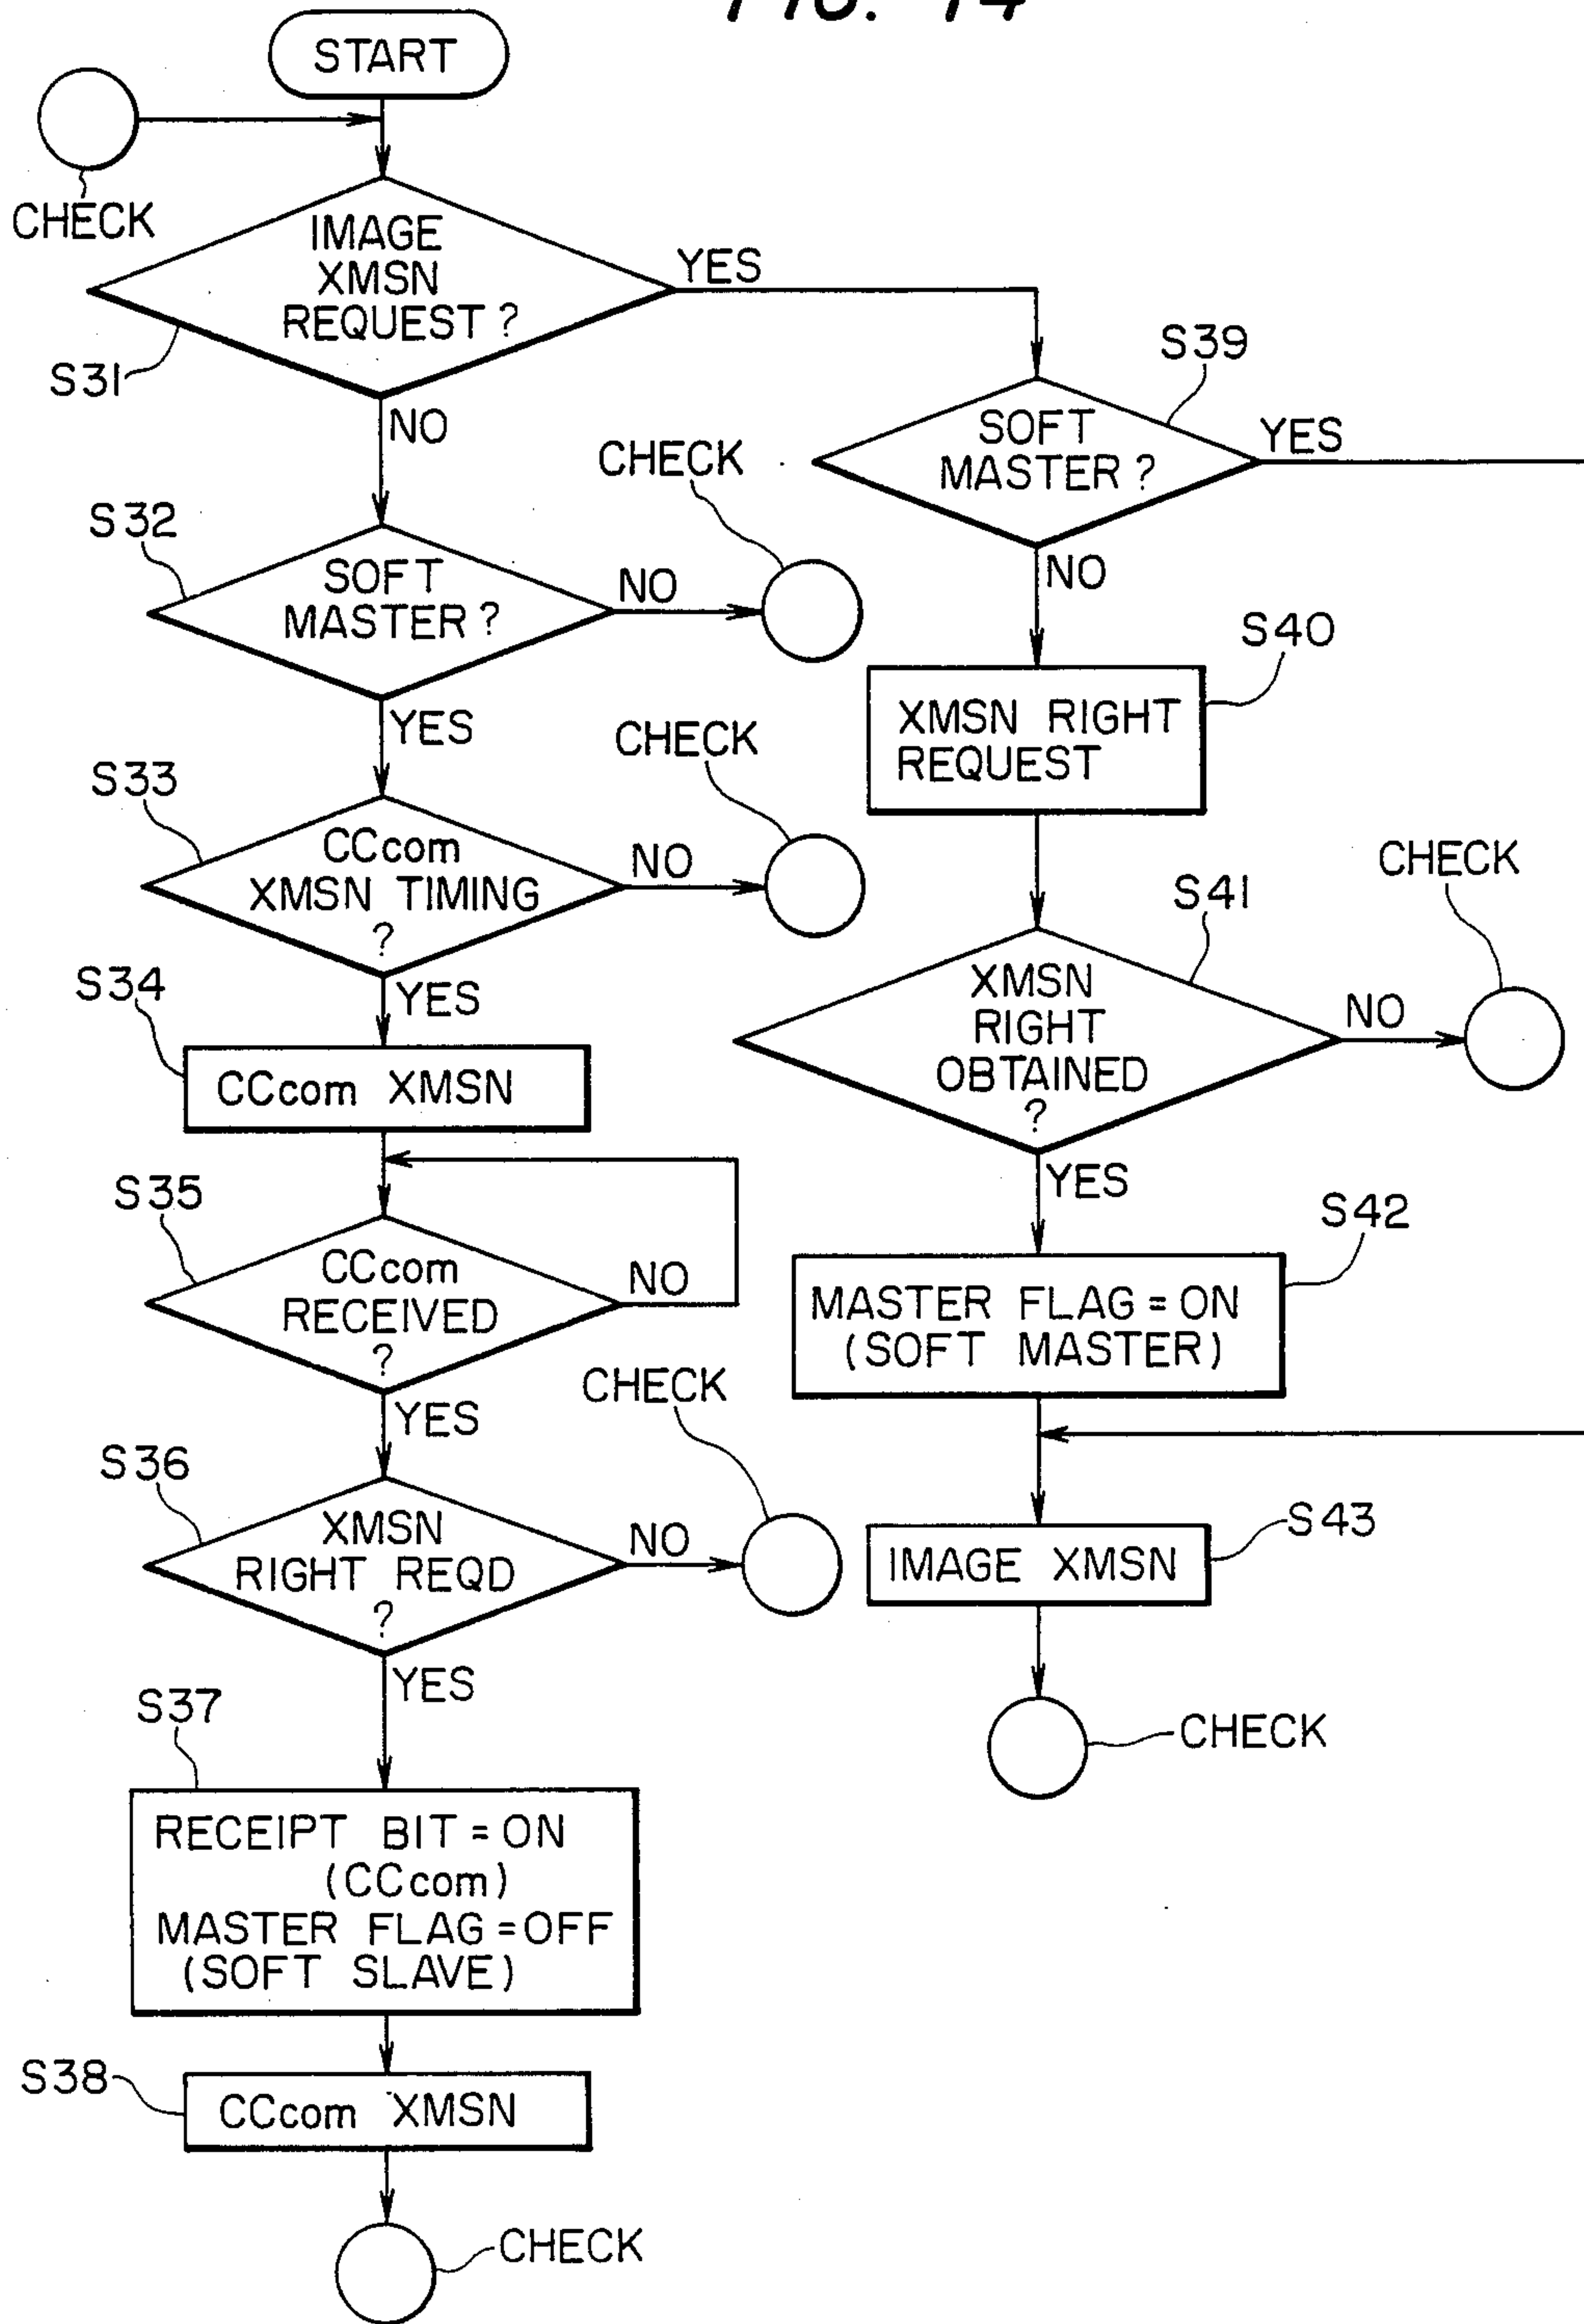 FIG. 14
START
CHECK
IMAGE
XMSN
REQUEST ?
S31
YES
NO
S39
SOFT
MASTER ?
YES
NO
CHECK
S32
SOFT
MASTER ?
NO
YES
S40
XMSN RIGHT
REQUEST
CHECK
S33
CCcom
XMSN TIMING
?
NO
YES
CHECK
S41
XMSN
RIGHT
OBTAINED
?
NO
YES
S34
CCcom XMSN
S35
CCcom
RECEIVED
?
NO
YES
S42
MASTER FLAG = ON
(SOFT MASTER)
CHECK
S36
XMSN
RIGHT REQD
?
NO
YES
S43
IMAGE XMSN
CHECK
S37
RECEIPT BIT = ON
(CCcom)
MASTER FLAG = OFF
(SOFT SLAVE)
S38
CCcom XMSN
CHECK